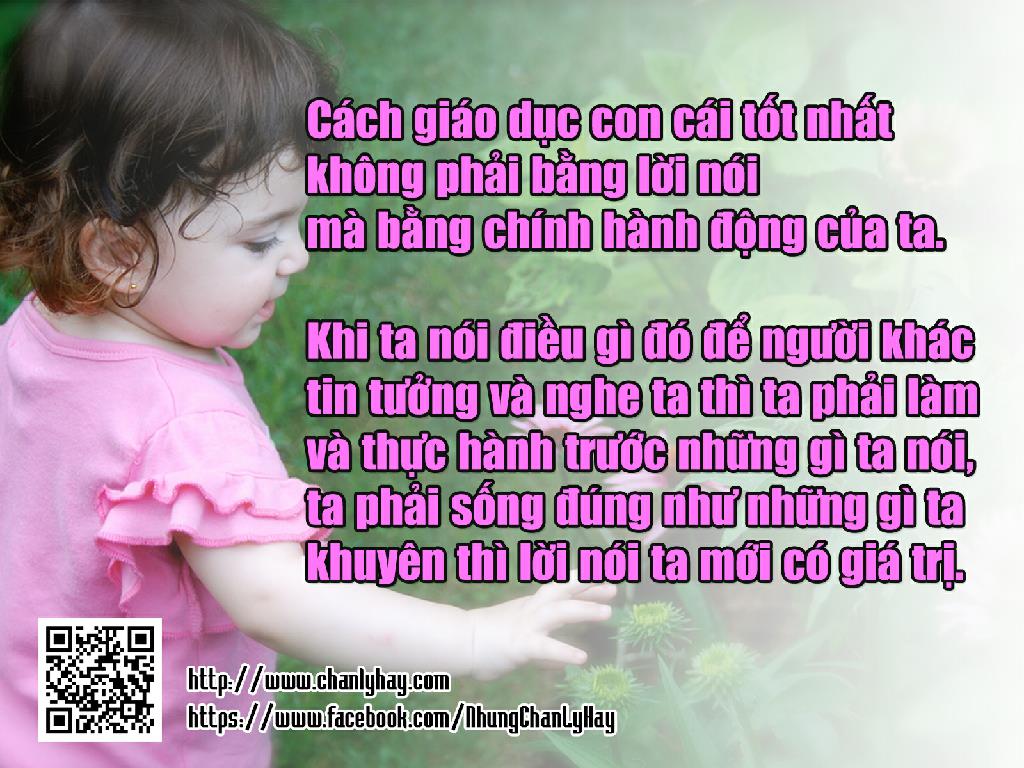 Cách giáo dục con cái tốt nhất
không phải bằng lời nói
mà bằng chính hành động của ta.
Khi ta nói điều gì đó để người khác
tin tưởng và nghe ta thì ta phải làm
và thực hành trước những gì ta nói,
ta phải sống đúng như những gì ta
khuyên thì lời nói ta mới có giá trị.
http://www.chanlyhay.com
https://www.facebook.com/NhungChanLyHay